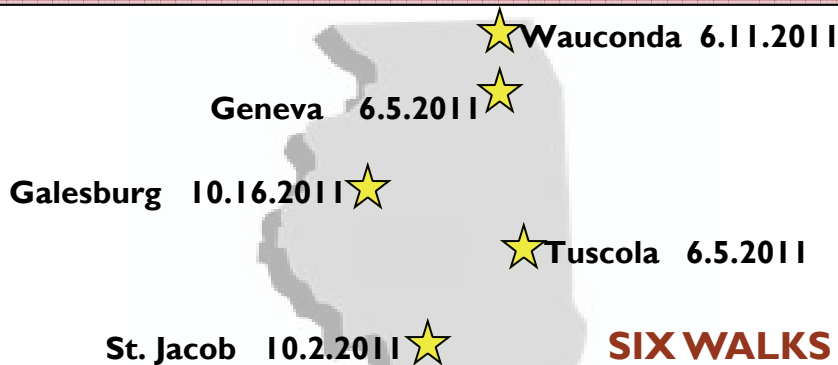 Wauconda 6.11.2011
Geneva 6.5.2011
Galesburg 10.16.2011
Tuscola 6.5.2011
St. Jacob 10.2.2011
SIX WALKS